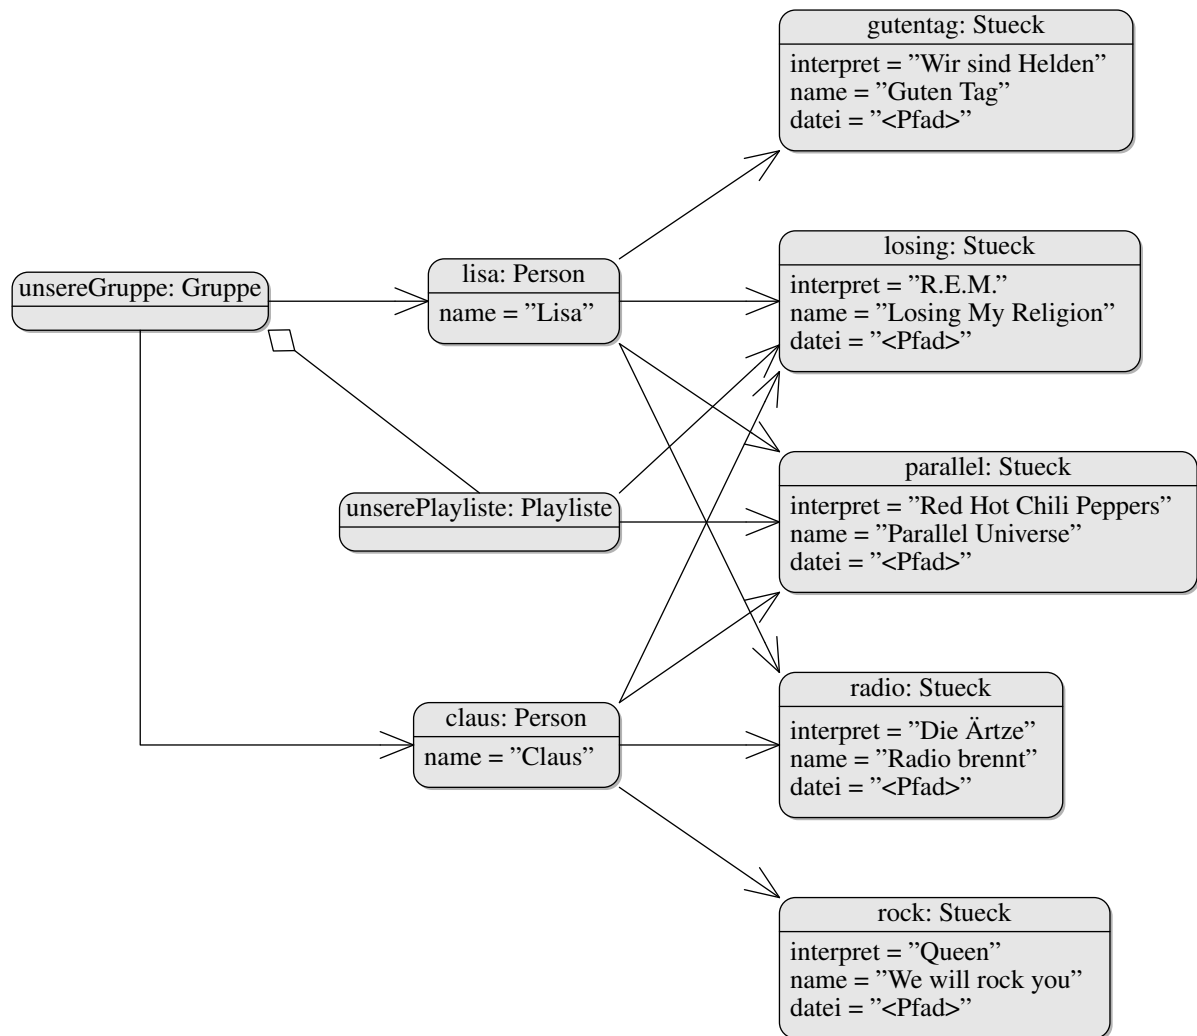 gutentag: Stueck
interpret = ”Wir sind Helden”
name = ”Guten Tag”
datei = ”<Pfad>”
losing: Stueck
interpret = ”R.E.M.”
name = ”Losing My Religion”
datei = ”<Pfad>”
unsereGruppe: Gruppe
lisa: Person
name = ”Lisa”
parallel: Stueck
interpret = ”Red Hot Chili Peppers”
name = ”Parallel Universe”
datei = ”<Pfad>”
unserePlayliste: Playliste
radio: Stueck
interpret = ”Die Ärtze”
name = ”Radio brennt”
datei = ”<Pfad>”
claus: Person
name = ”Claus”
rock: Stueck
interpret = ”Queen”
name = ”We will rock you”
datei = ”<Pfad>”